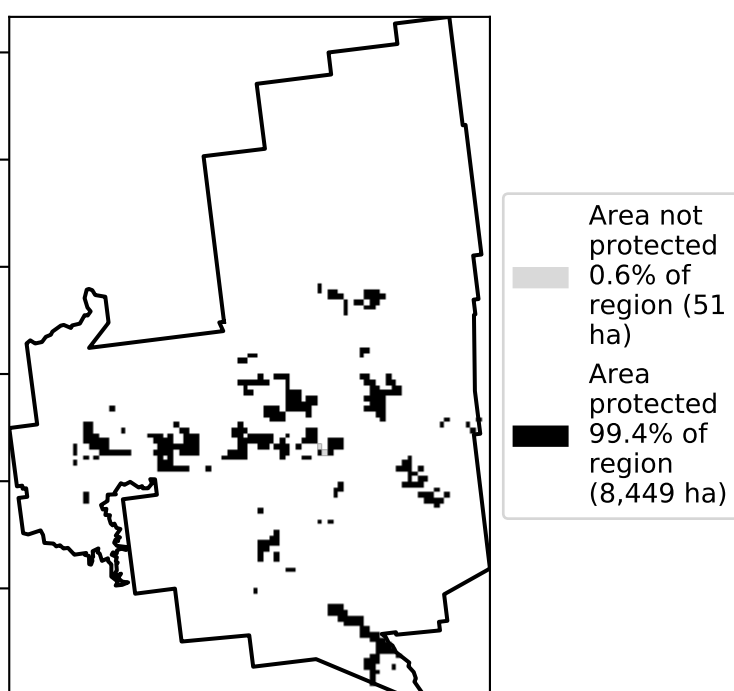 Area not
protected
0.6% of
region (51
ha)
Area
protected
99.4% of
region
(8,449 ha)